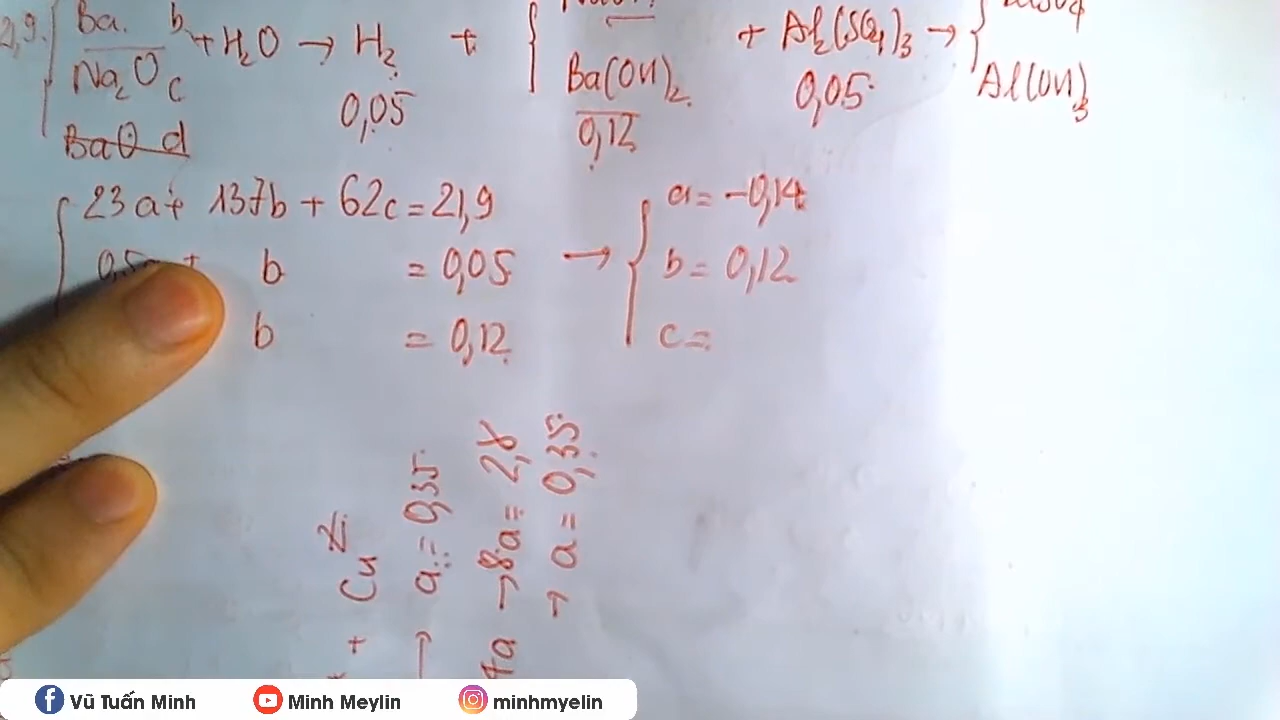 Ba. b
Na₂O c
BaO d
+ H₂O → H₂
0,05
+
Ba(OH)₂
0,12
+ Al₂(SO₄)₃ →
0,05
Al(OH)₃
23a + 137b + 62c = 21,9
+ b = 0,05
b = 0,12
→ a = -0,14
b = 0,12
c =
+ Cu
→ a = 0,35
→ 8a = 2,8
→ a = 0,35
Vũ Tuấn Minh
Minh Meylin
minhmyelin